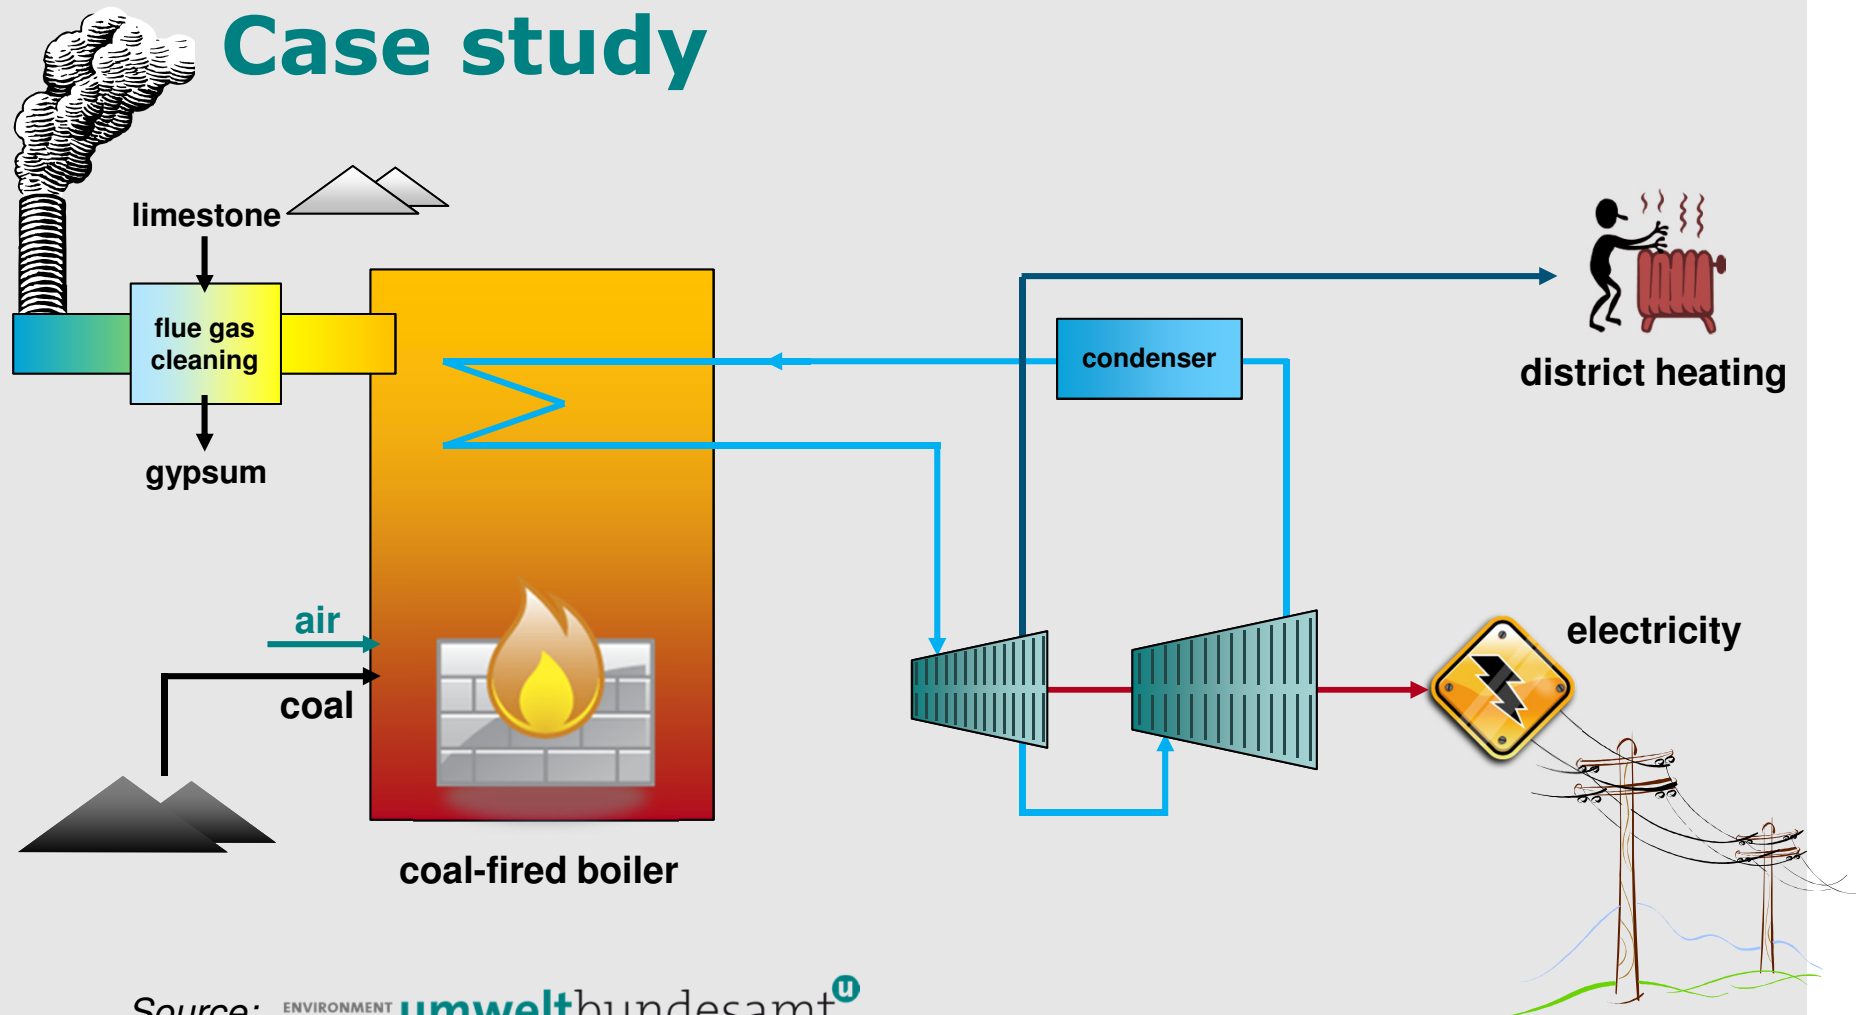 Case study
limestone
flue gas
cleaning
gypsum
condenser
district heating
air
coal
electricity
coal-fired boiler
Source: ENVIRONMENT umweltbundesamt u